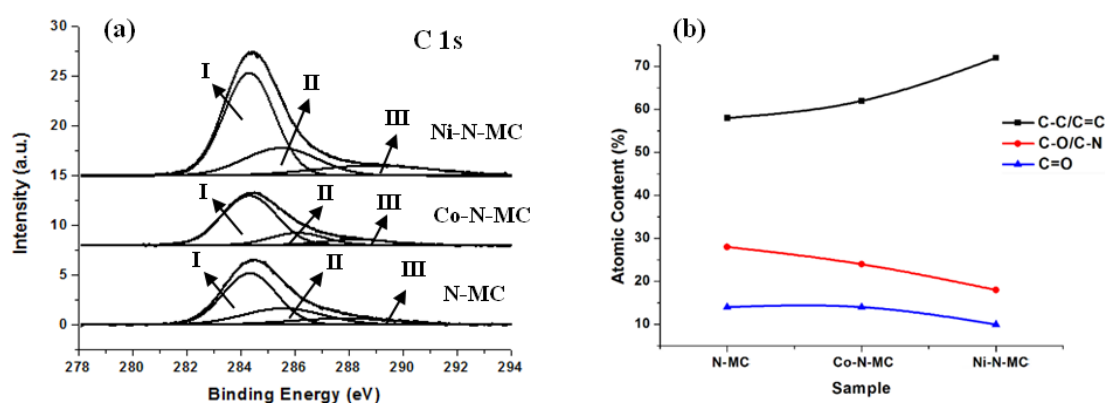 (a)
C 1s
I
II
III
Ni-N-MC
I
II
III
Co-N-MC
I
II
III
N-MC
Intensity (a.u.)
30
25
20
15
10
5
0
278 280 282 284 286 288 290 292 294
Binding Energy (eV)
(b)
C-C/C=C
C-O/C-N
C=O
Atomic Content (%)
70
60
50
40
30
20
10
N-MC Co-N-MC Ni-N-MC
Sample